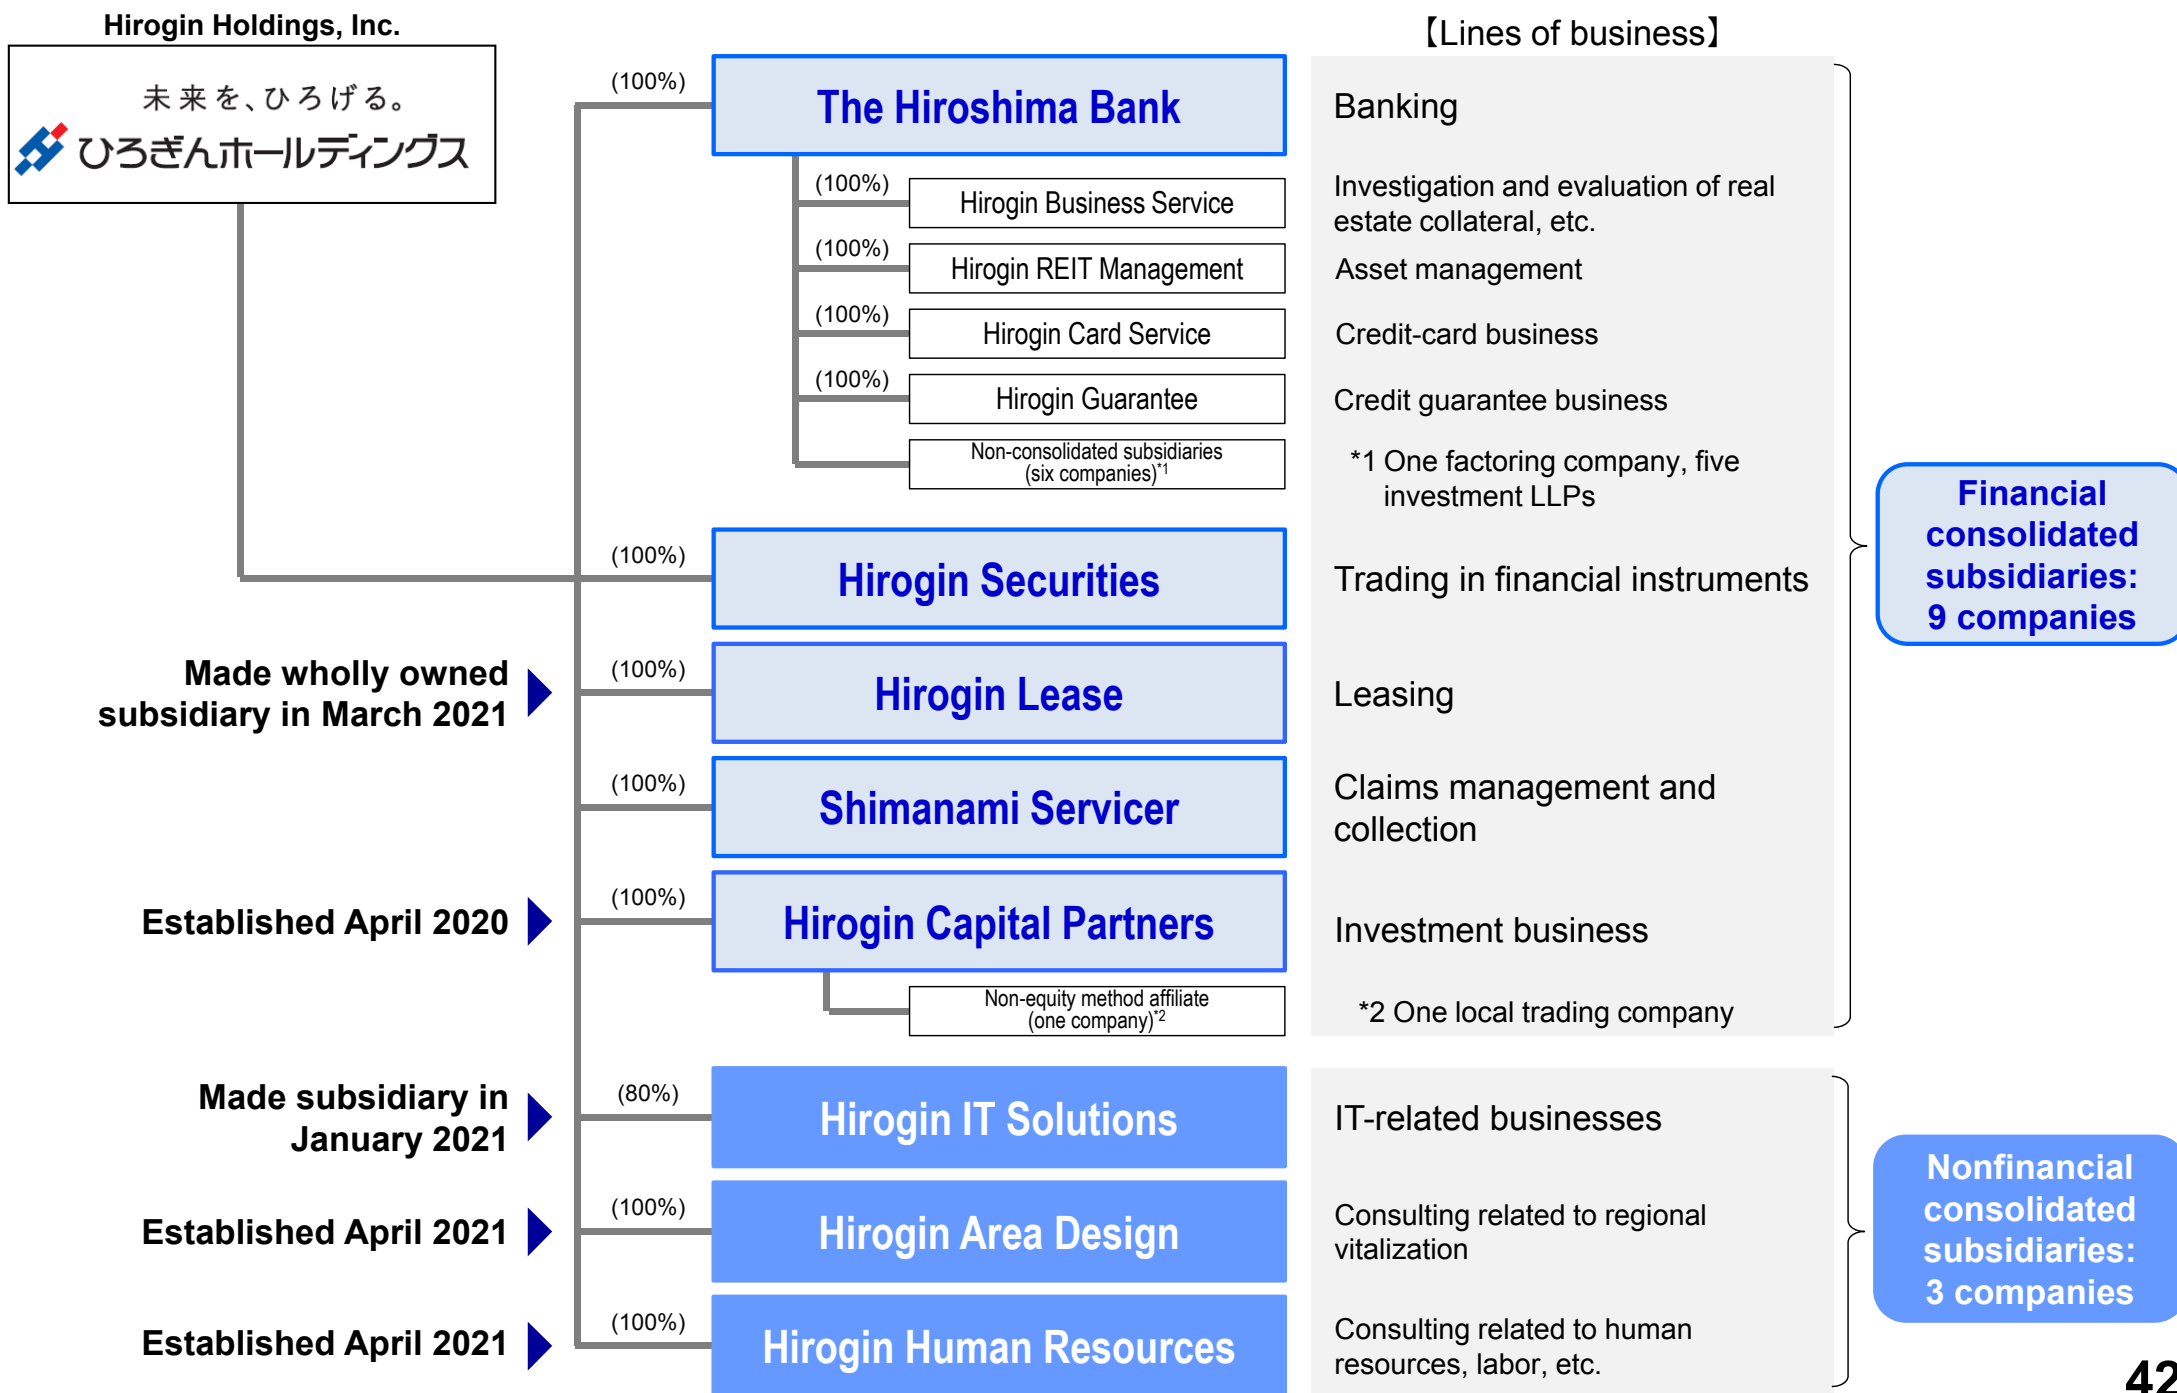 Hirogin Holdings, Inc.
未来を、ひろげる。
ひろぎんホールディングス
【Lines of business】
(100%)
The Hiroshima Bank
Banking
(100%)
Hirogin Business Service
Investigation and evaluation of real
estate collateral, etc.
(100%)
Hirogin REIT Management
Asset management
(100%)
Hirogin Card Service
Credit-card business
(100%)
Hirogin Guarantee
Credit guarantee business
Non-consolidated subsidiaries
(six companies)*1
*1 One factoring company, five
investment LLPs
Financial
consolidated
subsidiaries:
9 companies
(100%)
Hirogin Securities
Trading in financial instruments
Made wholly owned
subsidiary in March 2021
(100%)
Hirogin Lease
Leasing
(100%)
Shimanami Servicer
Claims management and
collection
Established April 2020
(100%)
Hirogin Capital Partners
Investment business
Non-equity method affiliate
(one company)*2
*2 One local trading company
Made subsidiary in
January 2021
(80%)
Hirogin IT Solutions
IT-related businesses
Established April 2021
(100%)
Hirogin Area Design
Consulting related to regional
vitalization
Nonfinancial
consolidated
subsidiaries:
3 companies
Established April 2021
(100%)
Hirogin Human Resources
Consulting related to human
resources, labor, etc.
42